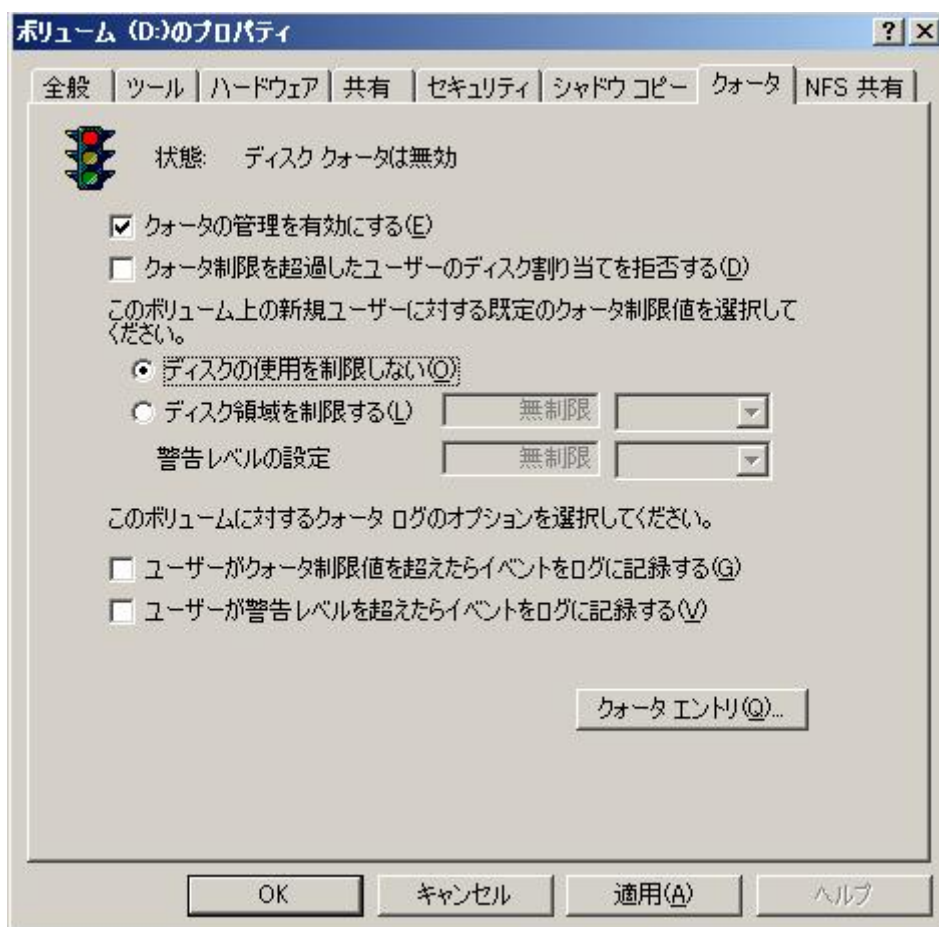 ボリューム (D:)のプロパティ
全般 ツール ハードウェア 共有 セキュリティ シャドウ コピー クォータ NFS 共有
状態: ディスク クォータは無効
クォータの管理を有効にする(E)
クォータ制限を超過したユーザーのディスク割り当てを拒否する(D)
このボリューム上の新規ユーザーに対する既定のクォータ制限値を選択して
ください。
ディスクの使用を制限しない(O)
ディスク領域を制限する(L) 無制限
警告レベルの設定 無制限
このボリュームに対するクォータ ログのオプションを選択してください。
ユーザーがクォータ制限値を超えたらイベントをログに記録する(G)
ユーザーが警告レベルを超えたらイベントをログに記録する(V)
クォータ エントリ(Q)...
OK キャンセル 適用(A) ヘルプ